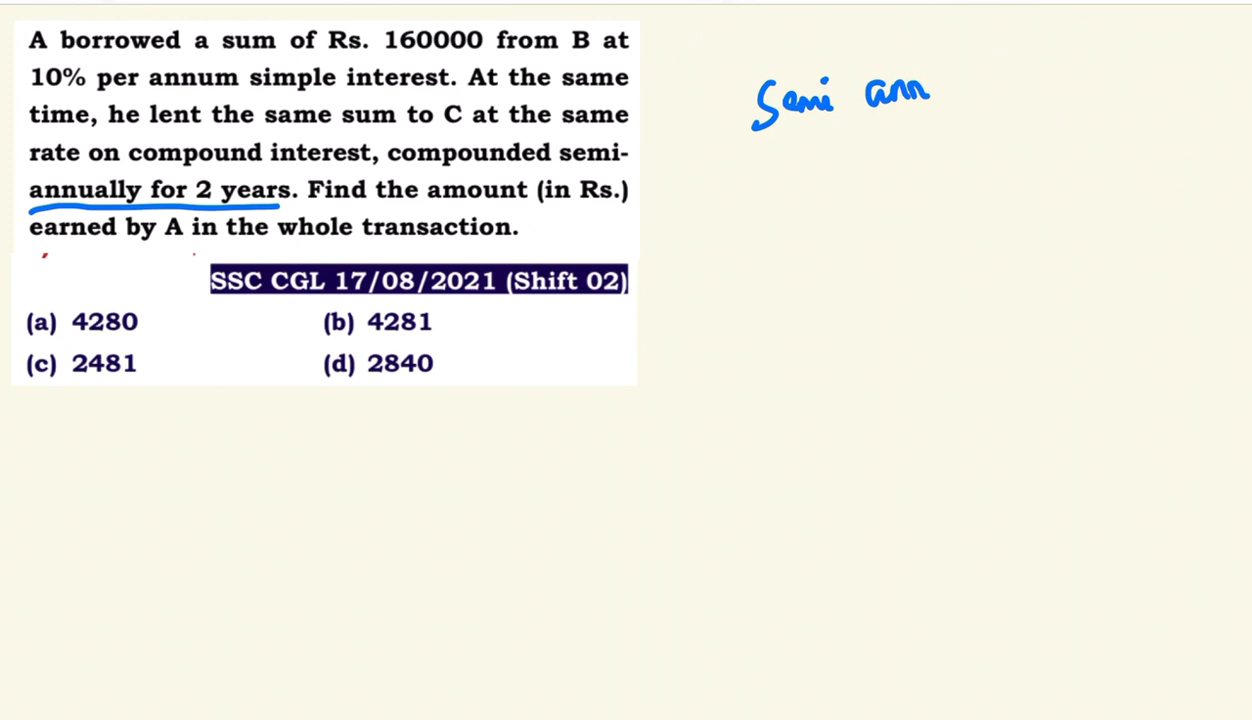 A borrowed a sum of Rs. 160000 from B at
10% per annum simple interest. At the same
time, he lent the same sum to C at the same
rate on compound interest, compounded semi-
annually for 2 years. Find the amount (in Rs.)
earned by A in the whole transaction.
SSC CGL 17/08/2021 (Shift 02)
(a) 4280 (b) 4281
(c) 2481 (d) 2840
Semi ann